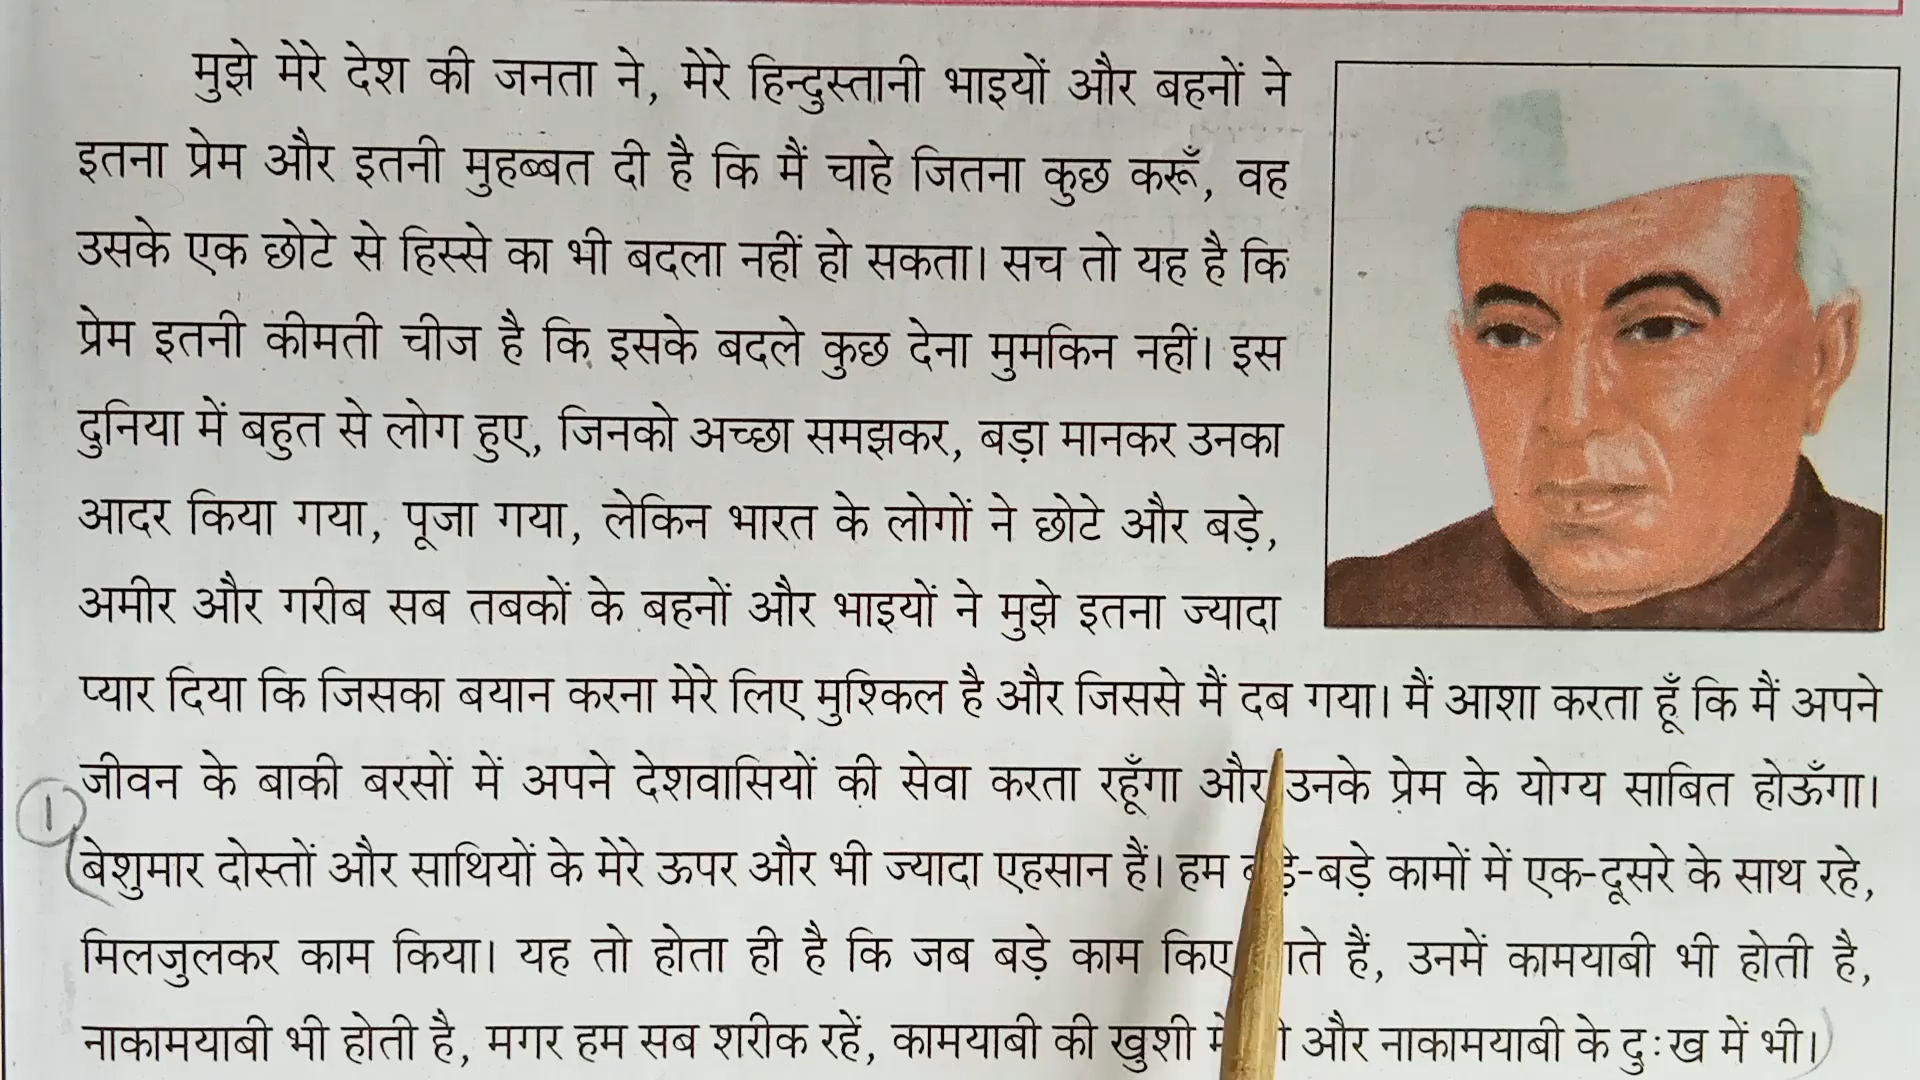 मुझे मेरे देश की जनता ने, मेरे हिन्दुस्तानी भाइयों और बहनों ने
इतना प्रेम और इतनी मुहब्बत दी है कि मैं चाहे जितना कुछ करूँ, वह
उसके एक छोटे से हिस्से का भी बदला नहीं हो सकता। सच तो यह है कि
प्रेम इतनी कीमती चीज है कि इसके बदले कुछ देना मुमकिन नहीं। इस
दुनिया में बहुत से लोग हुए, जिनको अच्छा समझकर, बड़ा मानकर उनका
आदर किया गया, पूजा गया, लेकिन भारत के लोगों ने छोटे और बड़े,
अमीर और गरीब सब तबकों के बहनों और भाइयों ने मुझे इतना ज्यादा
प्यार दिया कि जिसका बयान करना मेरे लिए मुश्किल है और जिससे मैं दब गया। मैं आशा करता हूँ कि मैं अपने
जीवन के बाकी बरसों में अपने देशवासियों की सेवा करता रहूँगा और उनके प्रेम के योग्य साबित होऊँगा।
1 बेशुमार दोस्तों और साथियों के मेरे ऊपर और भी ज्यादा एहसान हैं। हम -बड़े कामों में एक-दूसरे के साथ रहे,
मिलजुलकर काम किया। यह तो होता ही है कि जब बड़े काम किए हैं, उनमें कामयाबी भी होती है,
नाकामयाबी भी होती है, मगर हम सब शरीक रहें, कामयाबी की खुशी और नाकामयाबी के दुःख में भी।